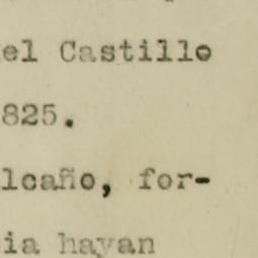 el Castillo
825.
lcaño, for-
ia hayan